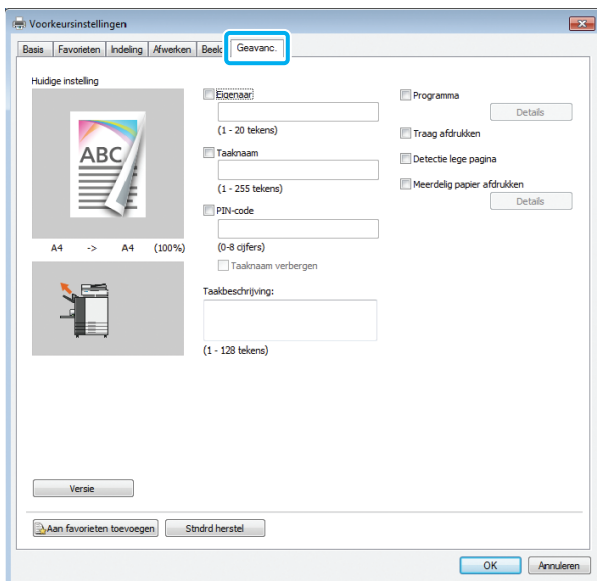 Voorkeursinstellingen
Basis Favorieten Indeling Afwerken Beeld Geavanc.
Huidige instelling
ABC
A4 -> A4 (100%)
Eigenaar
(1 - 20 tekens)
Taaknaam
(1 - 255 tekens)
PIN-code
(0-8 cijfers)
Taaknaam verbergen
Taakbeschrijving:
(1 - 128 tekens)
Programma
Details
Traag afdrukken
Detectie lege pagina
Meerdelig papier afdrukken
Details
Versie
Aan favorieten toevoegen Stndrd herstel
OK Annuleren